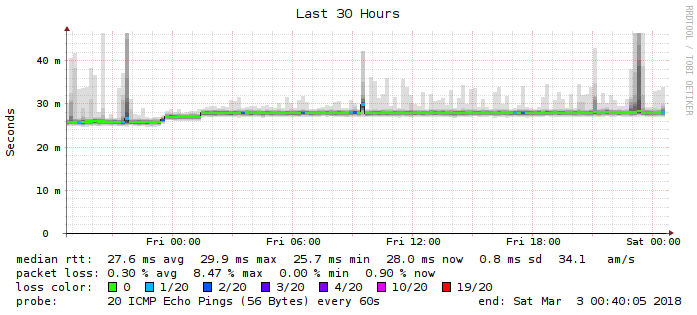 Last 30 Hours
RRDTOOL / TOBI OETIKER
Seconds
40 m
30 m
20 m
10 m
0
Fri 00:00 Fri 06:00 Fri 12:00 Fri 18:00 Sat 00:00
median rtt: 27.6 ms avg 29.9 ms max 25.7 ms min 28.0 ms now 0.8 ms sd 34.1 am/s
packet loss: 0.30 % avg 8.47 % max 0.00 % min 0.90 % now
loss color: 0 1/20 2/20 3/20 4/20 10/20 19/20
probe: 20 ICMP Echo Pings (56 Bytes) every 60s end: Sat Mar 3 00:40:05 2018